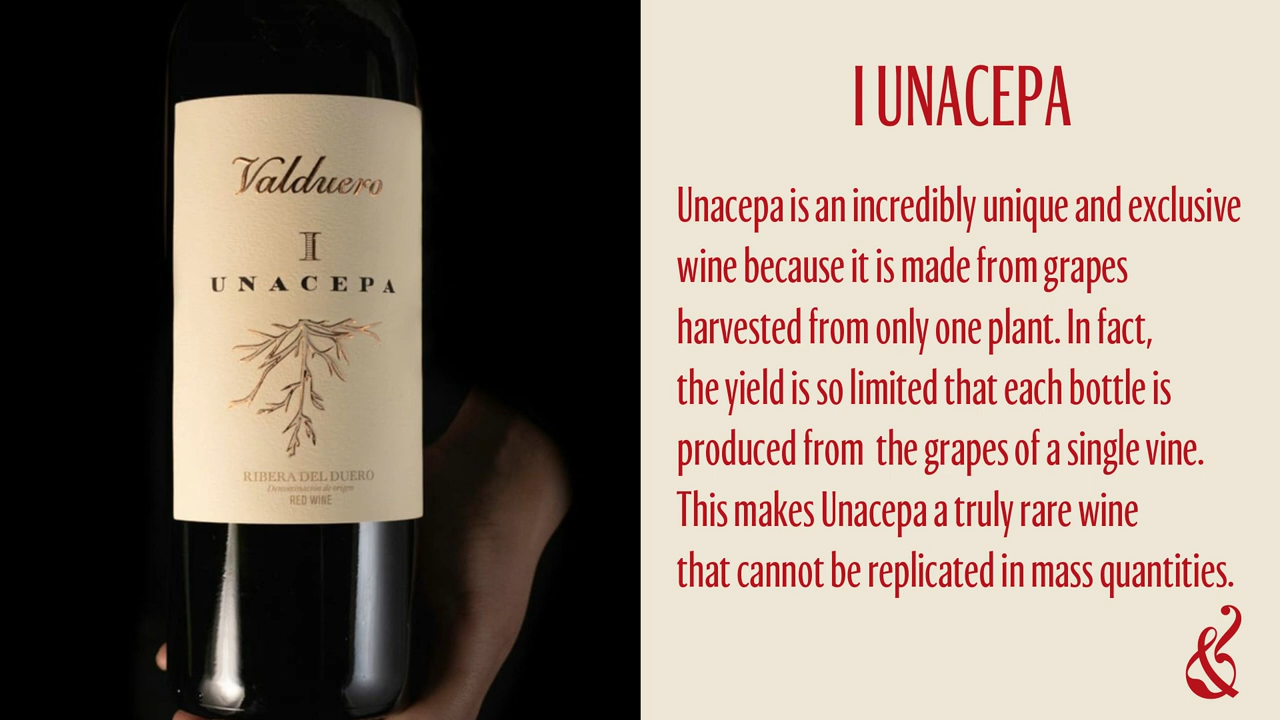 Valduero
I
UNACEPA
RIBERA DEL DUERO
Denominación de origen
RED WINE
I UNACEPA
Unacepa is an incredibly unique and exclusive
wine because it is made from grapes
harvested from only one plant. In fact,
the yield is so limited that each bottle is
produced from  the grapes of a single vine.
This makes Unacepa a truly rare wine
that cannot be replicated in mass quantities.
&